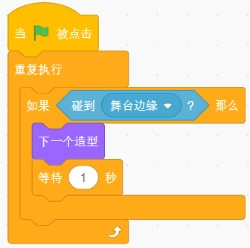 当 被点击
重复执行
如果 碰到 舞台边缘 ？ 那么
下一个造型
等待 1 秒